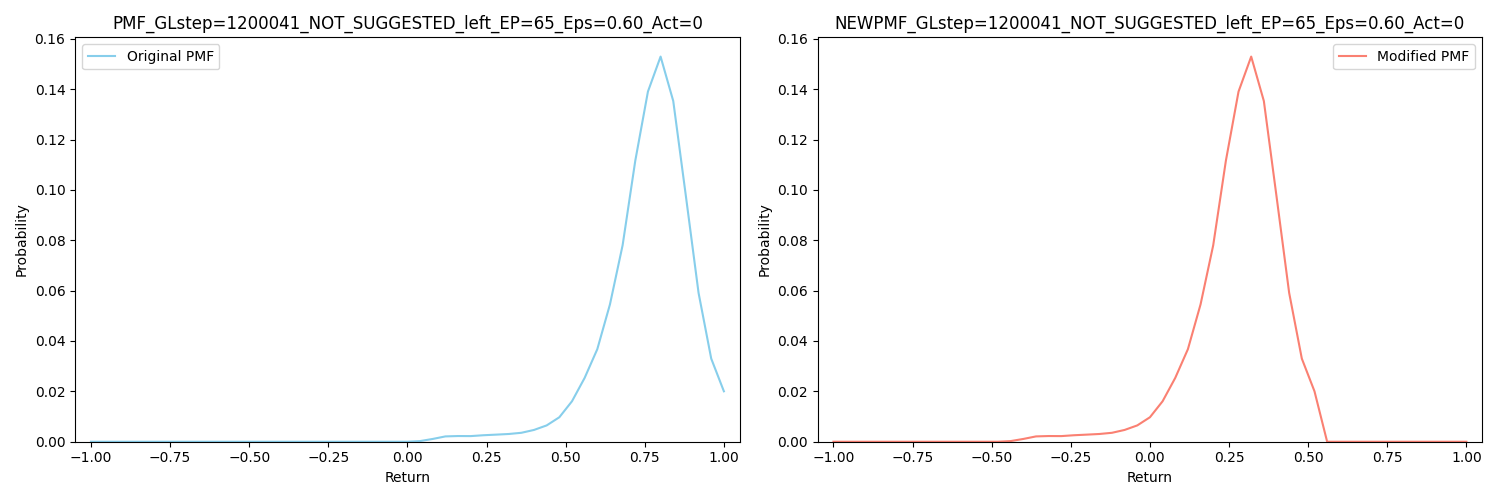 PMF_GLstep=1200041_NOT_SUGGESTED_left_EP=65_Eps=0.60_Act=0
Original PMF
0.16
0.14
0.12
0.10
0.08
0.06
0.04
0.02
0.00
Probability
−1.00 −0.75 −0.50 −0.25 0.00 0.25 0.50 0.75 1.00
Return
NEWPMF_GLstep=1200041_NOT_SUGGESTED_left_EP=65_Eps=0.60_Act=0
Modified PMF
0.16
0.14
0.12
0.10
0.08
0.06
0.04
0.02
0.00
Probability
−1.00 −0.75 −0.50 −0.25 0.00 0.25 0.50 0.75 1.00
Return